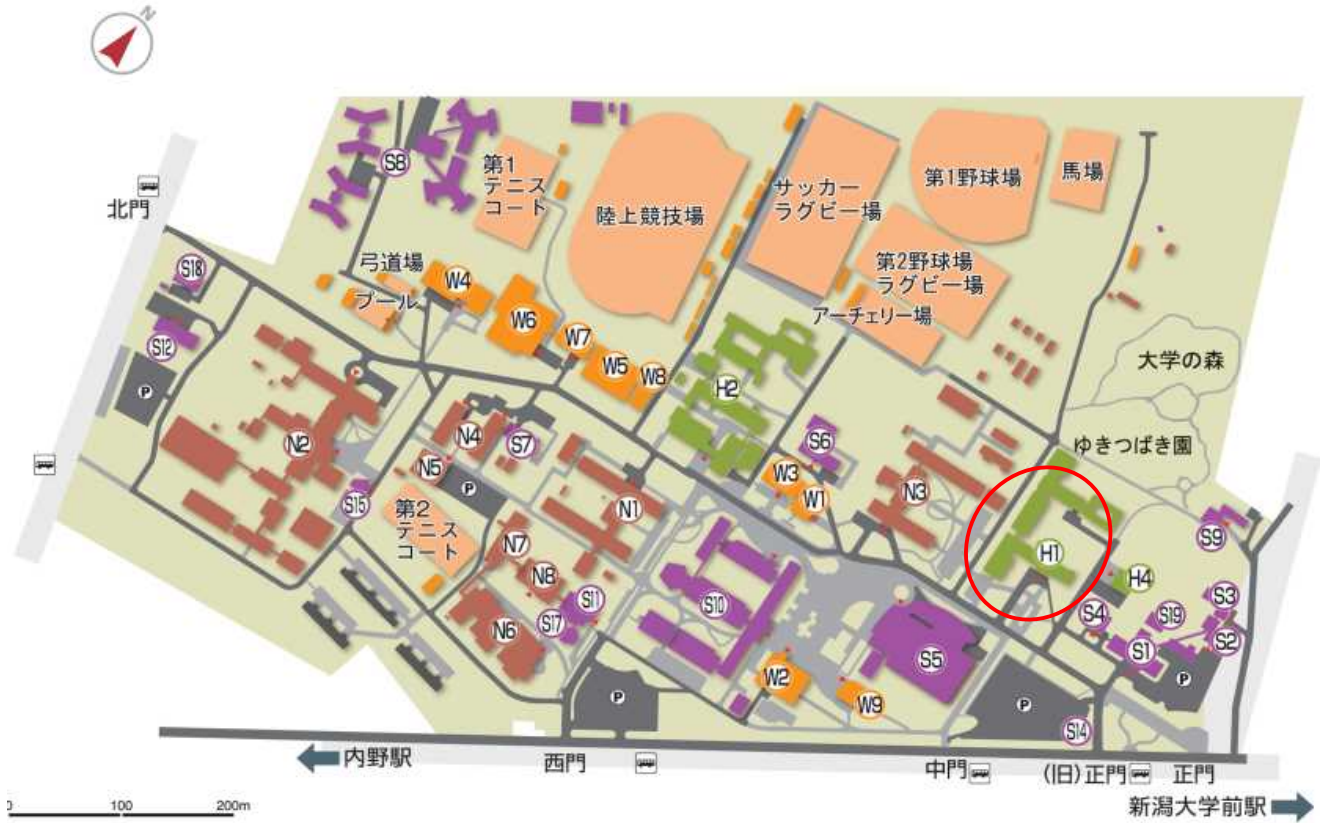 N
S8
第1
テニス
コート
陸上競技場
サッカー
ラグビー場
第1野球場
馬場
北門
弓道場
プール
W4
W6
W7
W5
W8
第2野球場
ラグビー場
アーチェリー場
S18
S12
P
H2
大学の森
ゆきつばき園
N2
N4
S7
N5
P
S15
第2
テニス
コート
N1
S6
W3
W1
N3
N7
N8
S11
S17
N6
S10
H1
H4
S9
S4
S3
S19
S1
S2
S5
W2
W9
P
P
P
S14
内野駅
西門
中門
(旧)正門
正門
新潟大学前駅
0 100 200m